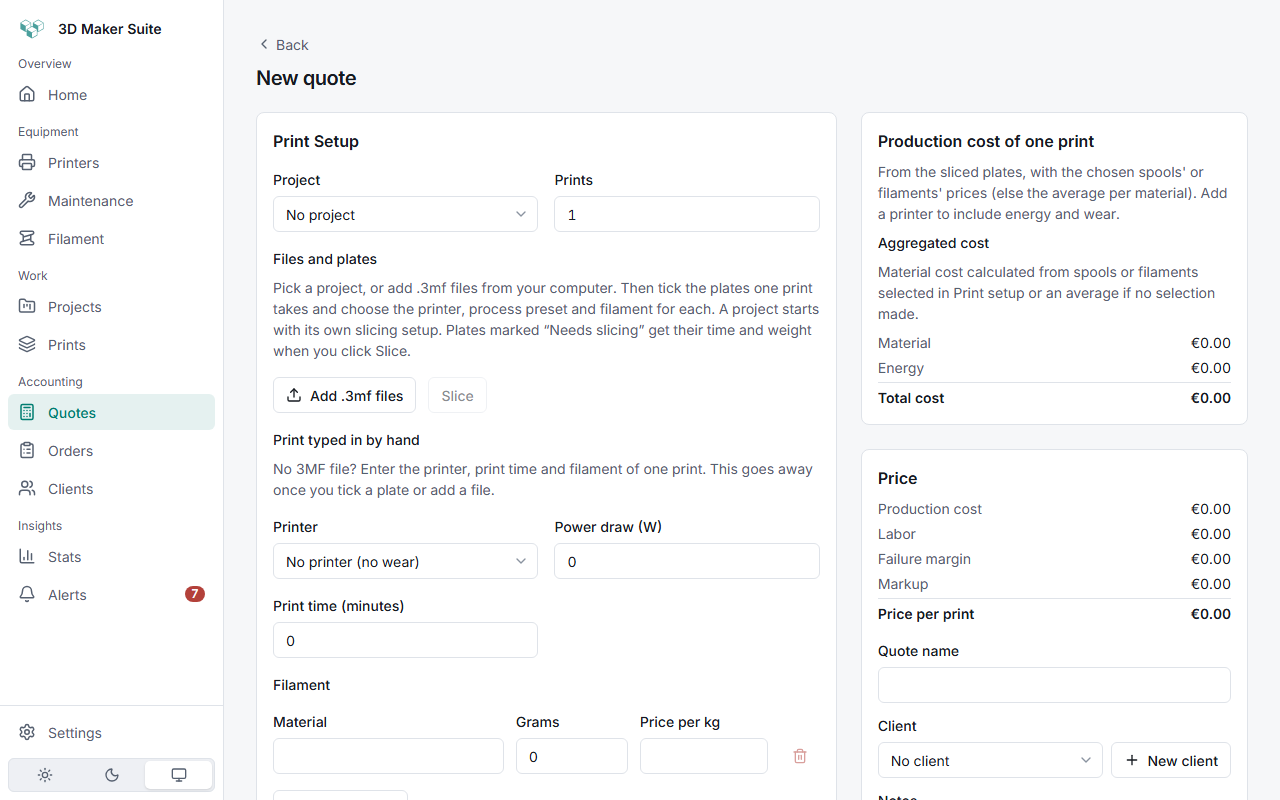 3D Maker Suite
Overview
Home
Equipment
Printers
Maintenance
Filament
Work
Projects
Prints
Accounting
Quotes
Orders
Clients
Insights
Stats
Alerts
7
Settings
Back
New quote
Print Setup
Project
Prints
No project
1
Files and plates
Pick a project, or add .3mf files from your computer. Then tick the plates one print
takes and choose the printer, process preset and filament for each. A project starts
with its own slicing setup. Plates marked “Needs slicing” get their time and weight
when you click Slice.
Add .3mf files
Slice
Print typed in by hand
No 3MF file? Enter the printer, print time and filament of one print. This goes away
once you tick a plate or add a file.
Printer
Power draw (W)
No printer (no wear)
0
Print time (minutes)
0
Filament
Material
Grams
Price per kg
0
Production cost of one print
From the sliced plates, with the chosen spools' or
filaments' prices (else the average per material). Add
a printer to include energy and wear.
Aggregated cost
Material cost calculated from spools or filaments
selected in Print setup or an average if no selection
made.
Material €0.00
Energy €0.00
Total cost €0.00
Price
Production cost €0.00
Labor €0.00
Failure margin €0.00
Markup €0.00
Price per print €0.00
Quote name
Client
No client
New client
Notes